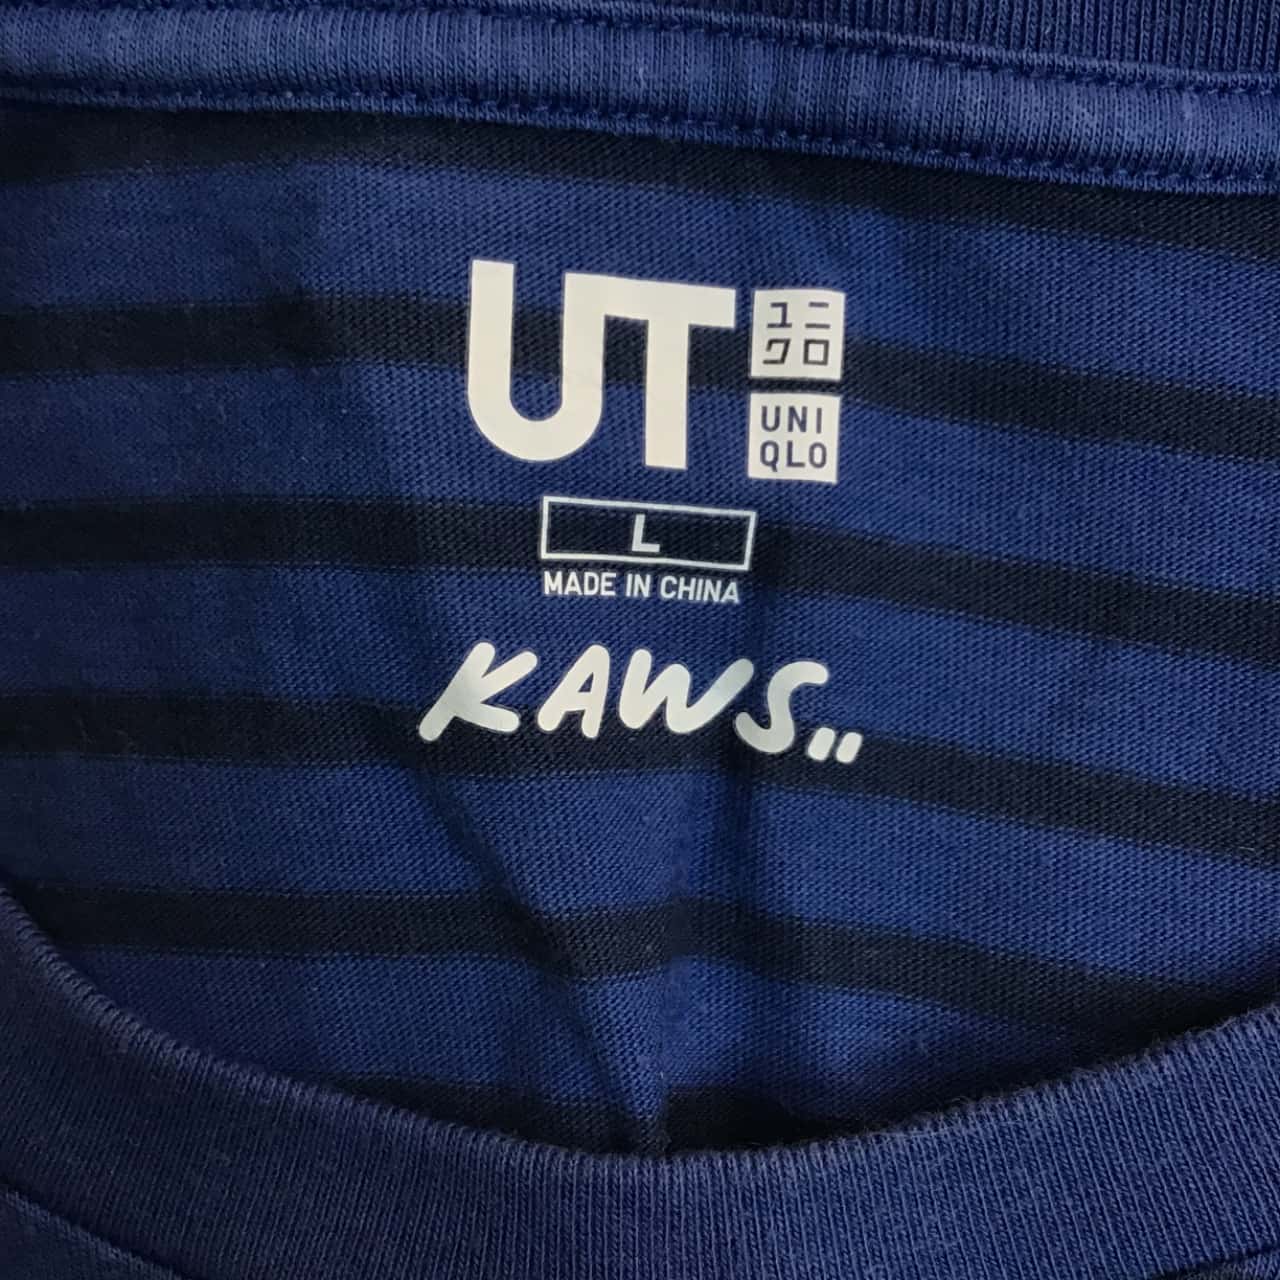 UT
ユニ
クロ
UNI
QLO
L
MADE IN CHINA
KAWS..